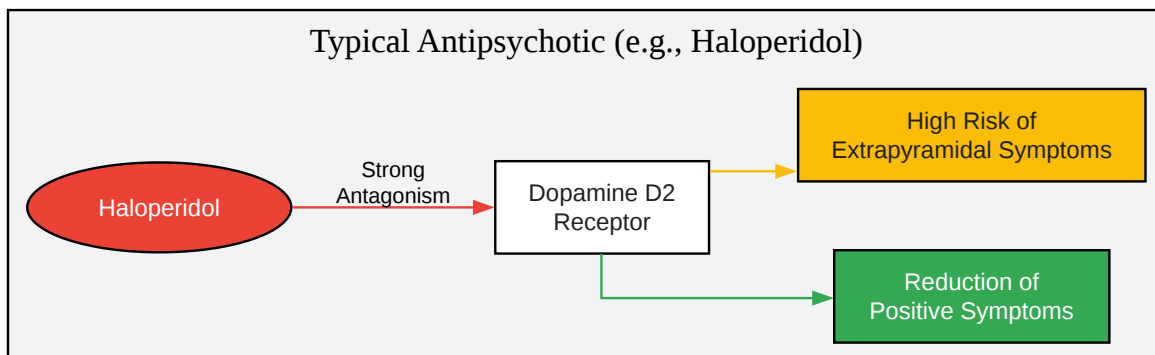 Typical Antipsychotic (e.g., Haloperidol)
Haloperidol
Strong
Antagonism
Dopamine D2
Receptor
High Risk of
Extrapyramidal Symptoms
Reduction of
Positive Symptoms